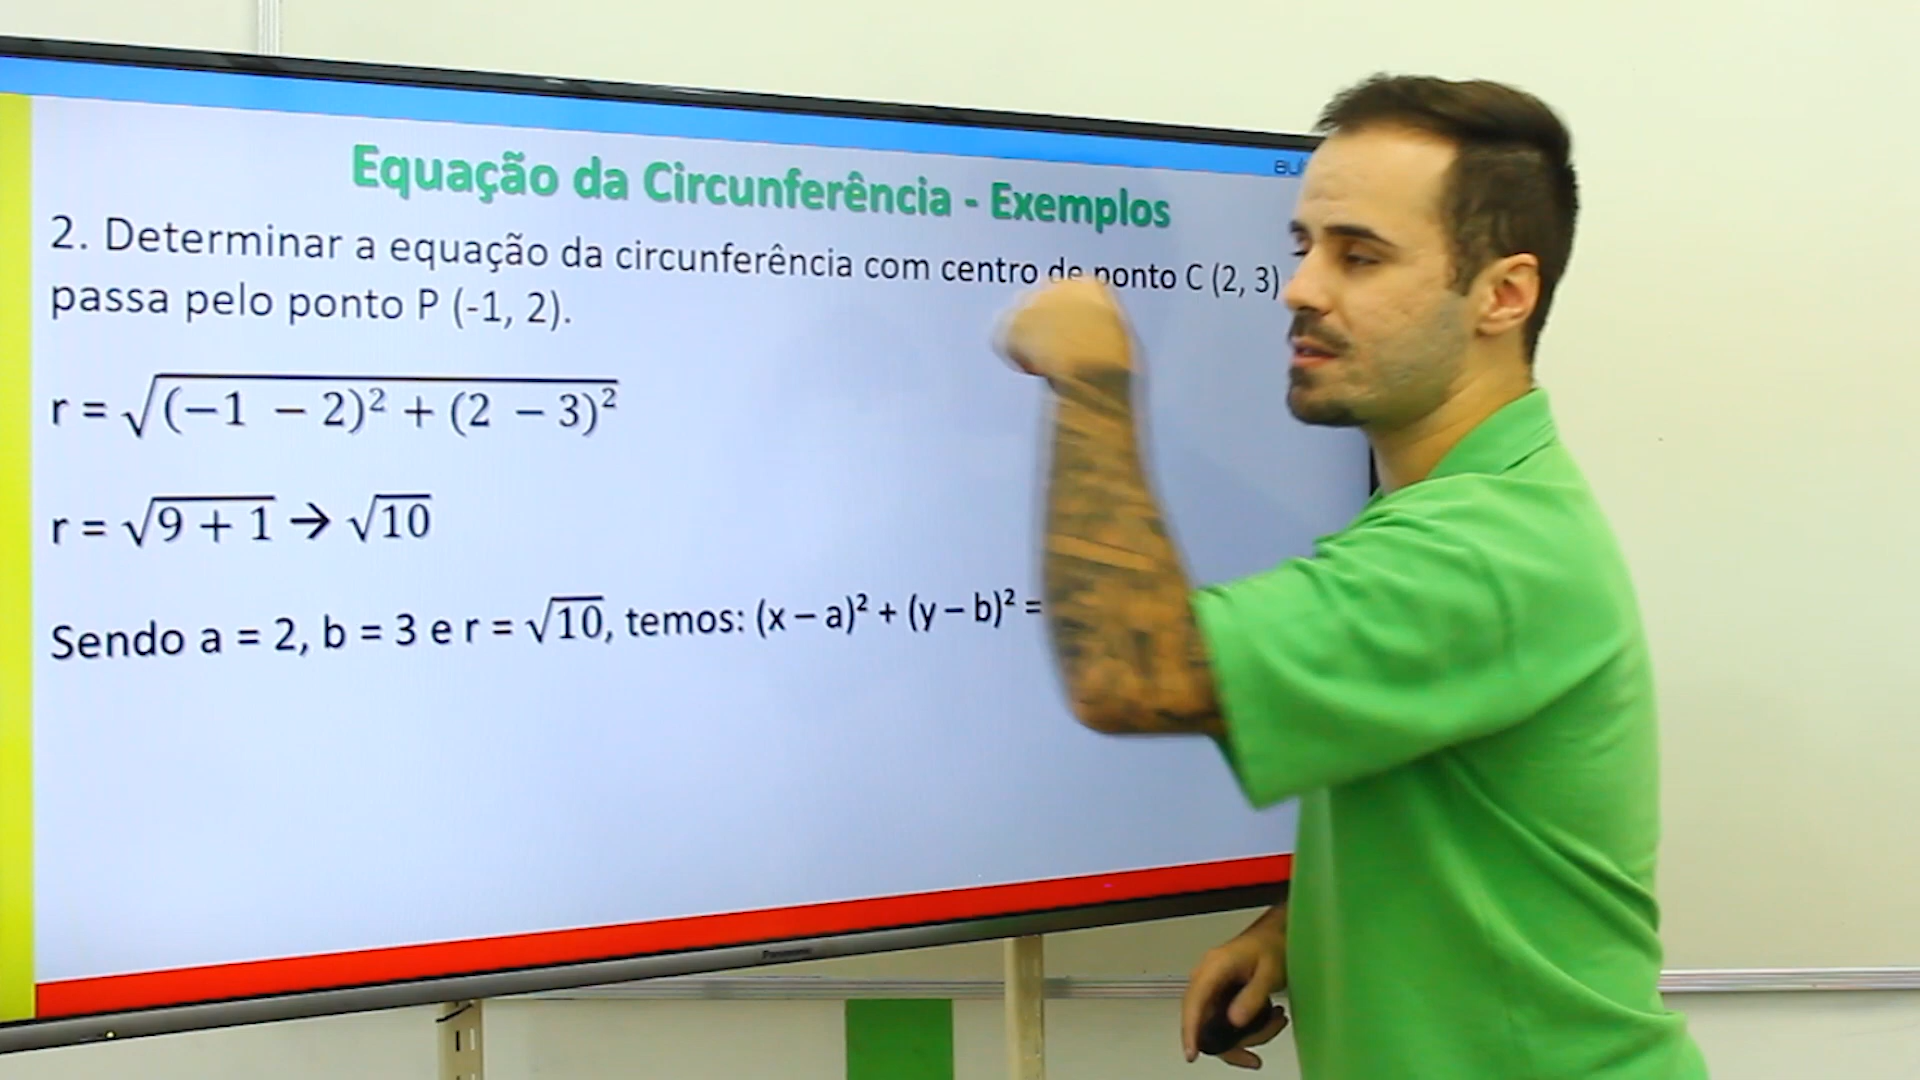 Equação da Circunferência - Exemplos
2. Determinar a equação da circunferência com centro de ponto C (2, 3)
passa pelo ponto P (-1, 2).
r = √(−1 − 2)² + (2 − 3)²
r = √9 + 1 → √10
Sendo a = 2, b = 3 e r = √10, temos: (x – a)² + (y – b)² =
Panasonic